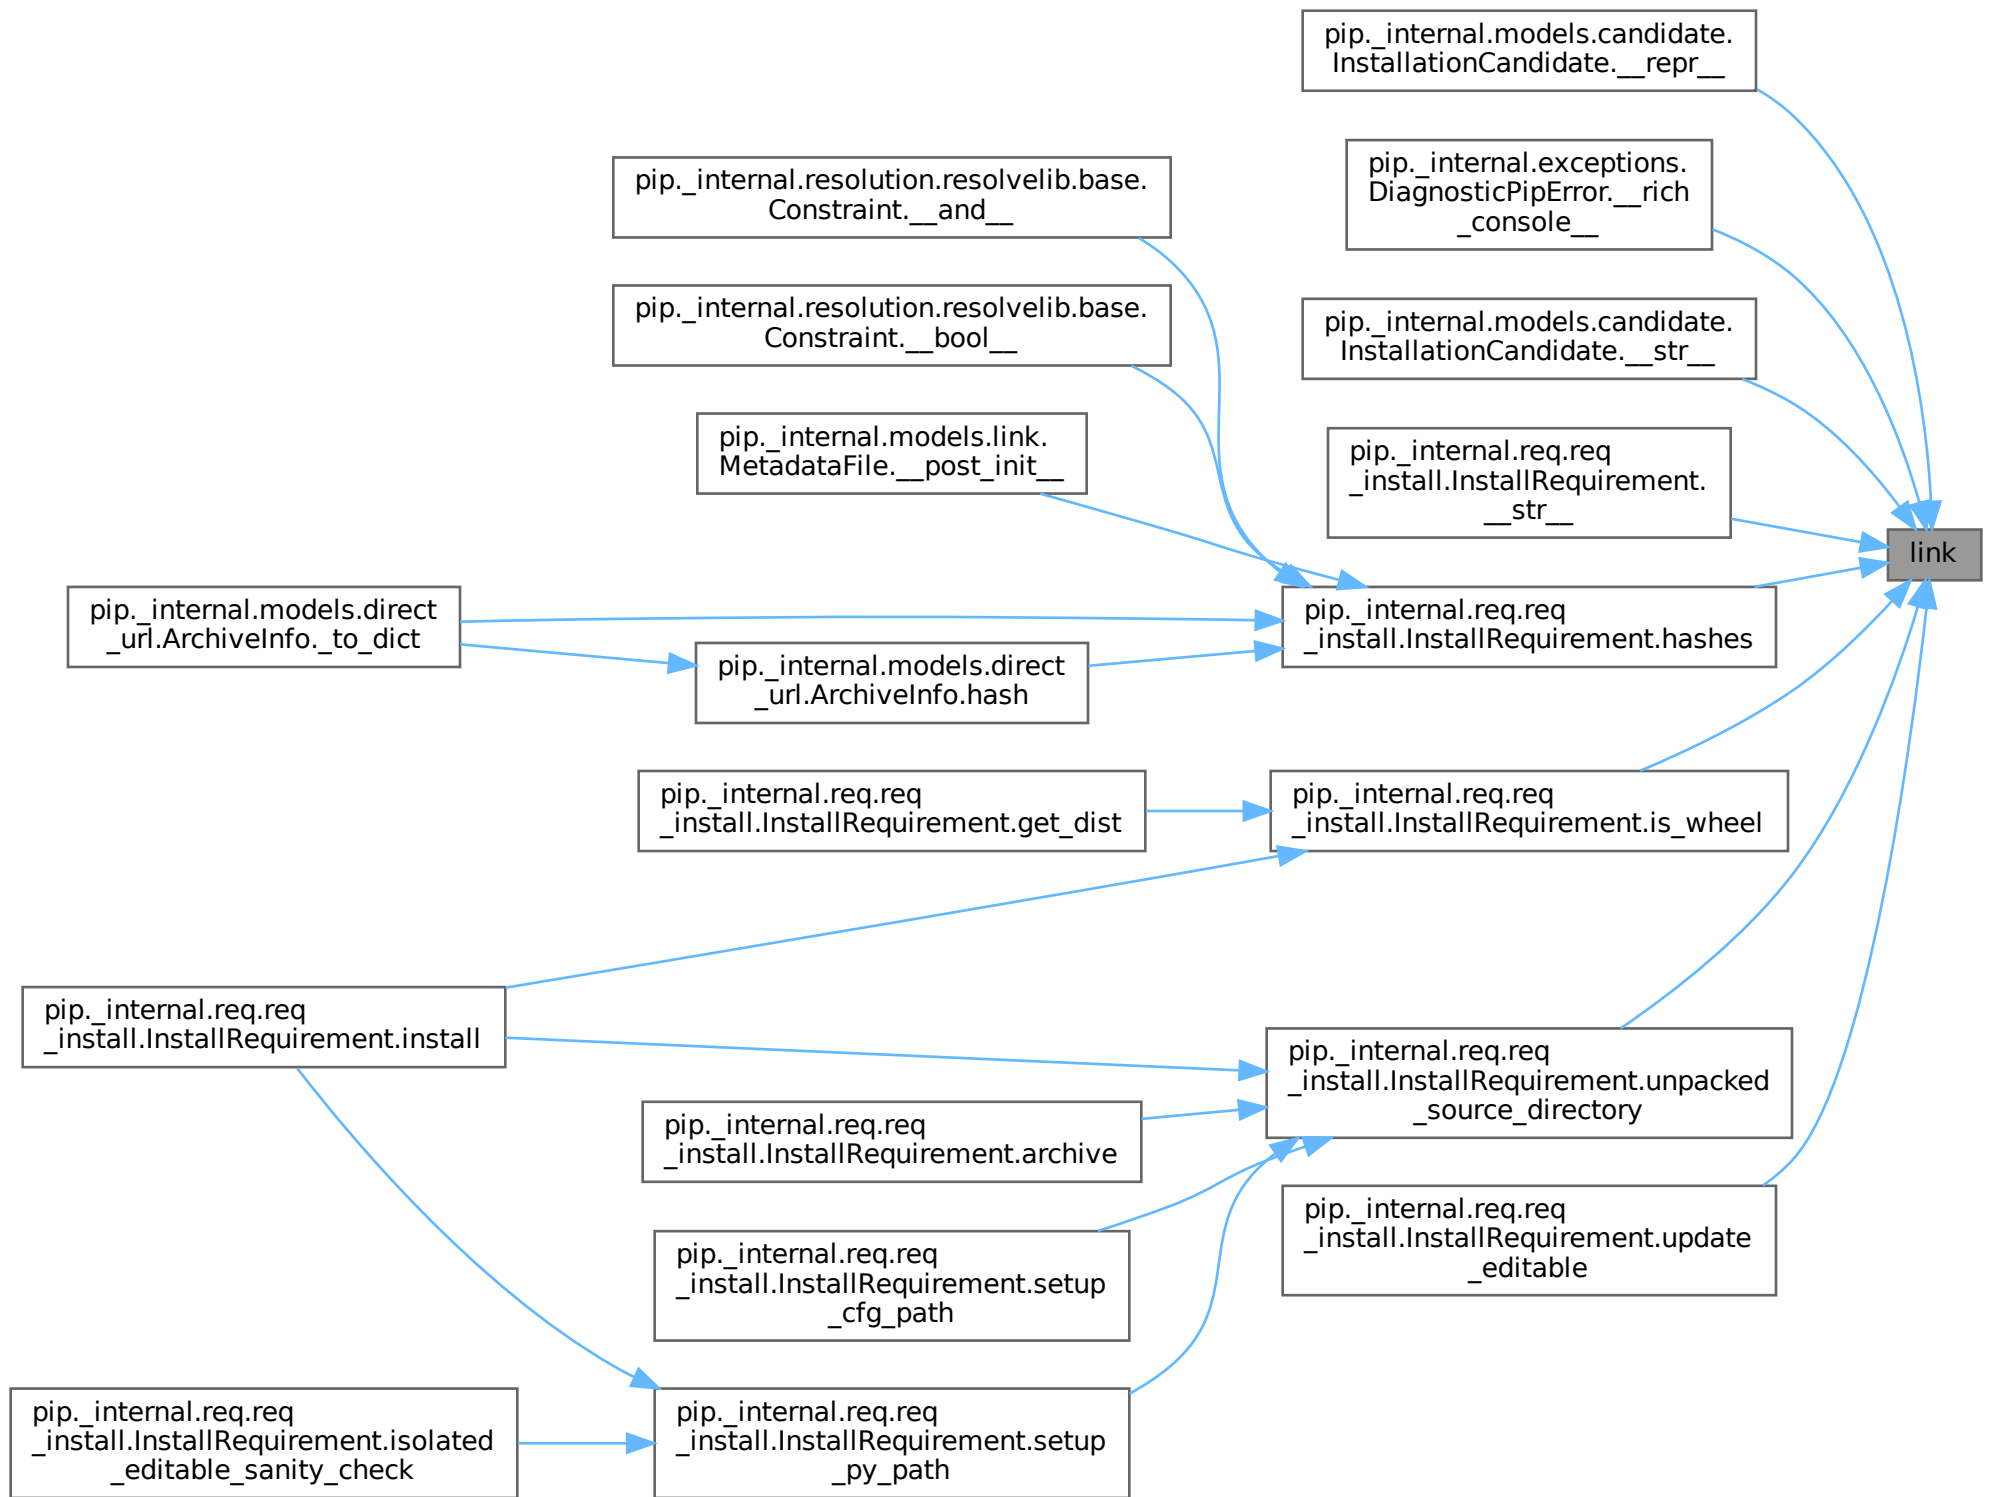 pip._internal.models.candidate.
InstallationCandidate.__repr__
pip._internal.exceptions.
DiagnosticPipError.__rich
_console__
pip._internal.resolution.resolvelib.base.
Constraint.__and__
pip._internal.resolution.resolvelib.base.
Constraint.__bool__
pip._internal.models.candidate.
InstallationCandidate.__str__
pip._internal.models.link.
MetadataFile.__post_init__
pip._internal.req.req
_install.InstallRequirement.
__str__
link
pip._internal.models.direct
_url.ArchiveInfo._to_dict
pip._internal.models.direct
_url.ArchiveInfo.hash
pip._internal.req.req
_install.InstallRequirement.hashes
pip._internal.req.req
_install.InstallRequirement.get_dist
pip._internal.req.req
_install.InstallRequirement.is_wheel
pip._internal.req.req
_install.InstallRequirement.install
pip._internal.req.req
_install.InstallRequirement.unpacked
_source_directory
pip._internal.req.req
_install.InstallRequirement.archive
pip._internal.req.req
_install.InstallRequirement.setup
_cfg_path
pip._internal.req.req
_install.InstallRequirement.update
_editable
pip._internal.req.req
_install.InstallRequirement.isolated
_editable_sanity_check
pip._internal.req.req
_install.InstallRequirement.setup
_py_path